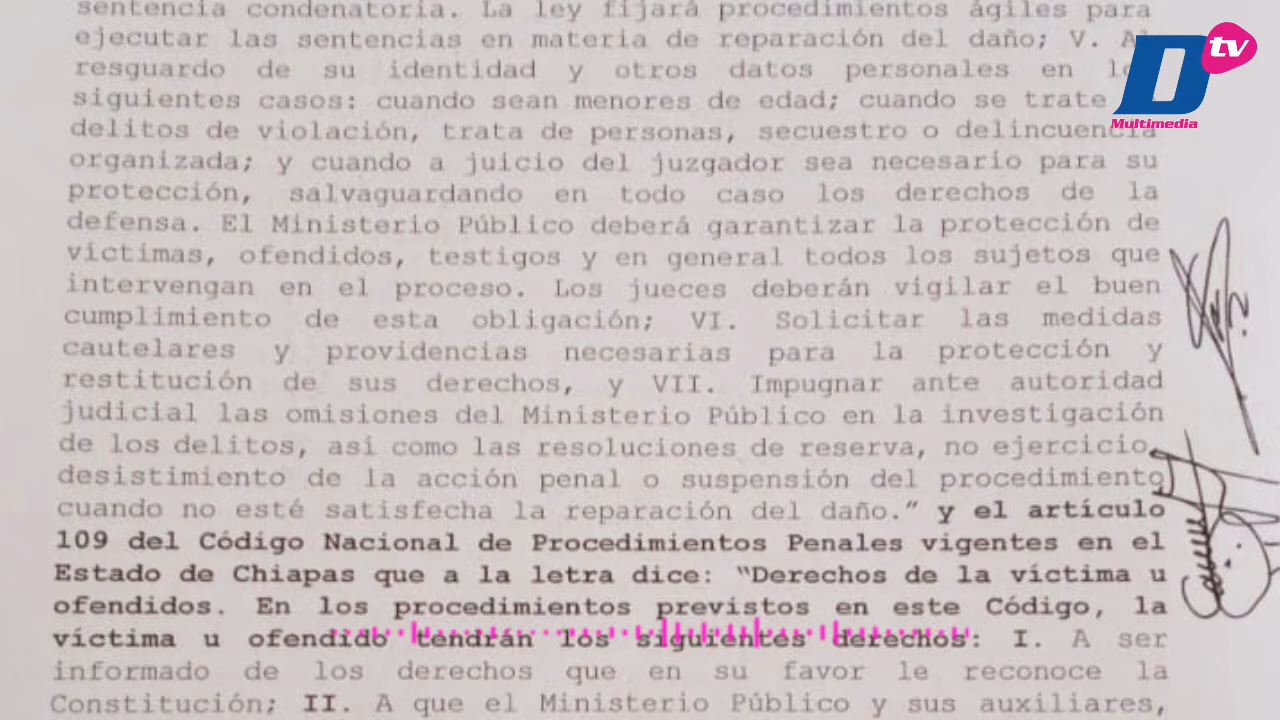 sentencia condenatoria. La ley fijará procedimientos ágiles para
ejecutar las sentencias en materia de reparación del daño; V. Al
resguardo de su identidad y otros datos personales en
siguientes casos: cuando sean menores de edad; cuando se trate
delitos de violación, trata de personas, secuestro o delincuencia
organizada; y cuando a juicio del juzgador sea necesario para su
protección, salvaguardando en todo caso los derechos de la
defensa. El Ministerio Público deberá garantizar la protección de
víctimas, ofendidos, testigos y en general todos los sujetos que
intervengan en el proceso. Los jueces deberán vigilar el buen
cumplimiento de esta obligación; VI. Solicitar las medidas
cautelares y providencias necesarias para la protección y
restitución de sus derechos, y VII. Impugnar ante autoridad
judicial las omisiones del Ministerio Público en la investigación
de los delitos, así como las resoluciones de reserva, no ejercicio,
desistimiento de la acción penal o suspensión del procedimiento
cuando no esté satisfecha la reparación del daño.” y el artículo
109 del Código Nacional de Procedimientos Penales vigentes en el
Estado de Chiapas que a la letra dice: “Derechos de la víctima u
ofendidos. En los procedimientos previstos en este Código, la
víctima u ofendido tendrán los siguientes derechos: I. A ser
informado de los derechos que en su favor le reconoce la
Constitución; II. A que el Ministerio Público y sus auxiliares,
D tv
Multimedia